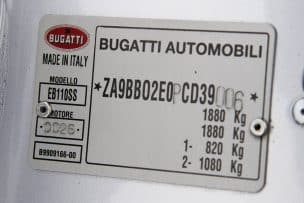 BUGATTI
BUGATTI AUTOMOBILI
MADE IN ITALY
MODELLO
EB110SS
*ZA9BB02E0PCD39006*
MOTORE
-0026-
1880 Kg
1880 Kg
1- 820 Kg
2- 1080 Kg
B9909166-00